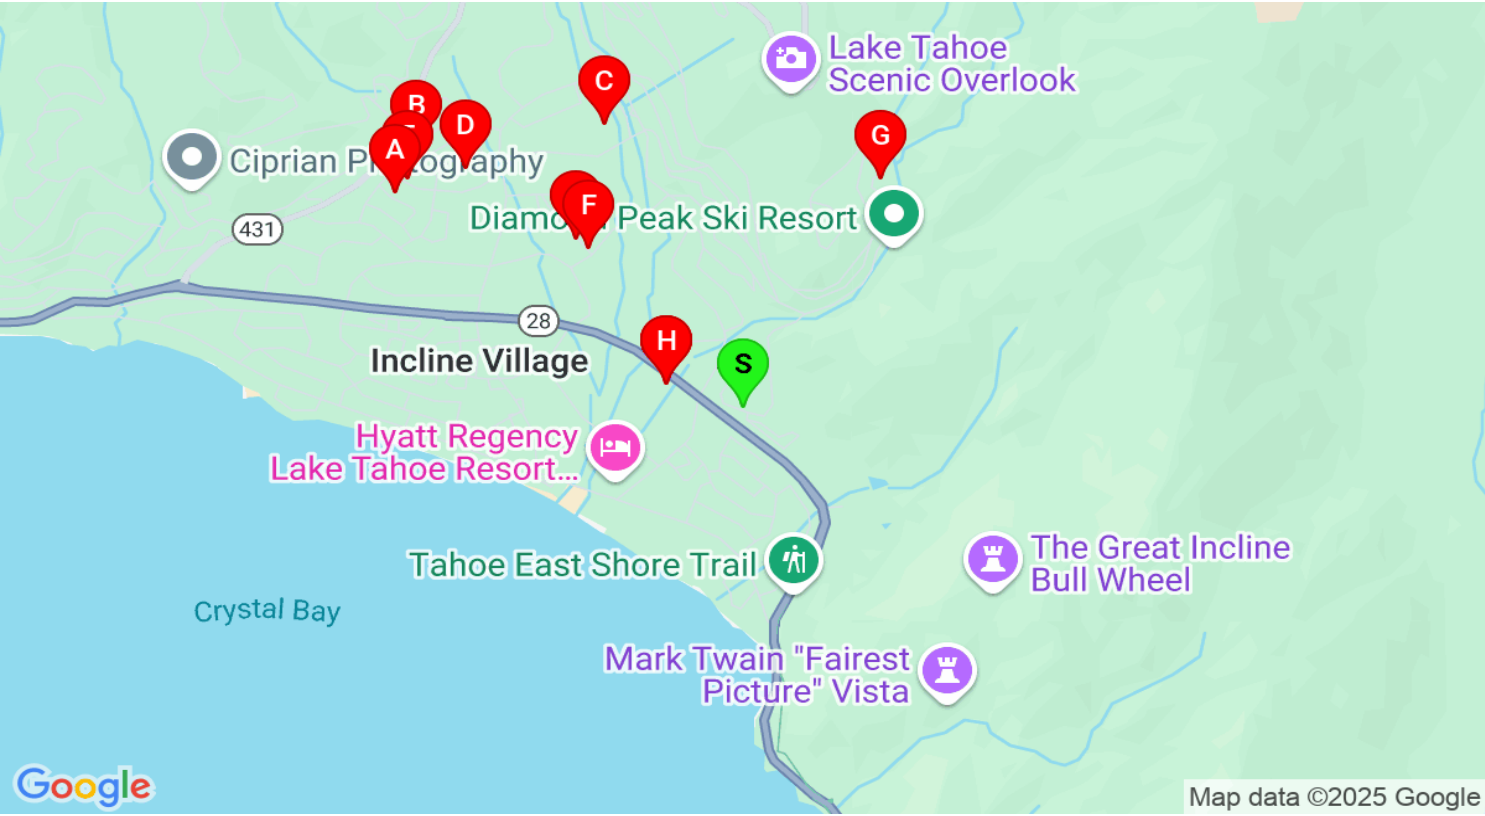 Lake Tahoe
Scenic Overlook
C
B
D
G
A
Ciprian Photography
F
Diamond Peak Ski Resort
431
28
H
Incline Village
S
Hyatt Regency
Lake Tahoe Resort...
Tahoe East Shore Trail
The Great Incline
Bull Wheel
Crystal Bay
Mark Twain "Fairest
Picture" Vista
Google
Map data ©2025 Google